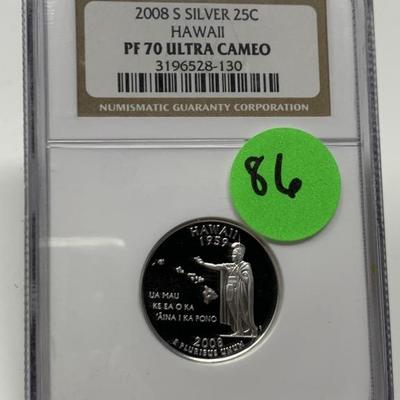 2008 S SILVER 25C
HAWAII
PF 70 ULTRA CAMEO
3196528-130
NUMISMATIC GUARANTY CORPORATION
86
HAWAII
1959
UA MAU
KE EA O KA
'ĀINA I KA PONO
2008
E PLURIBUS UNUM